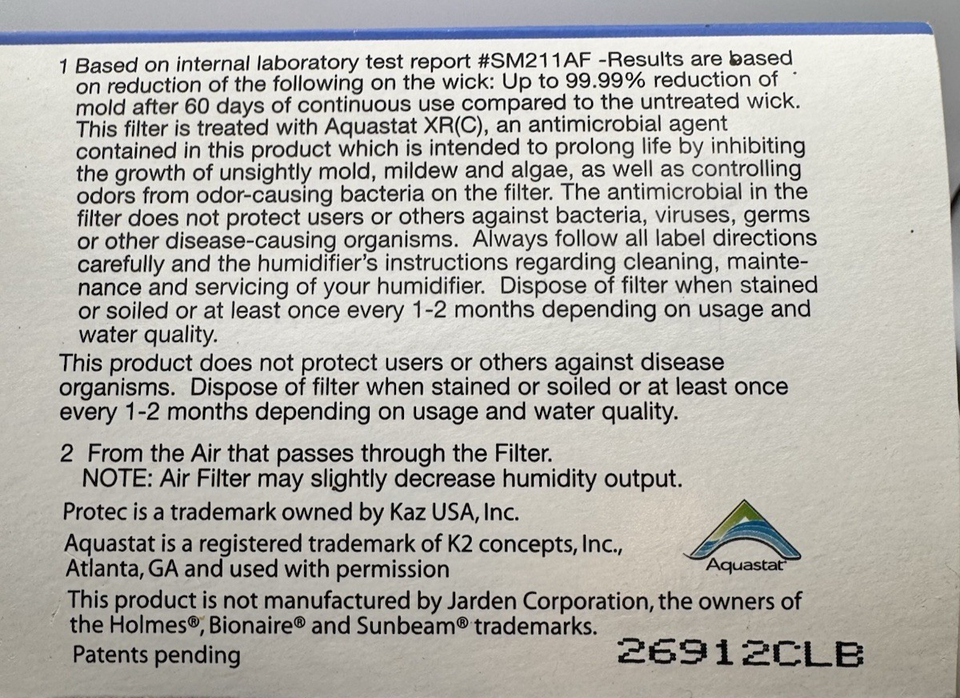 1 Based on internal laboratory test report #SM211AF -Results are based
on reduction of the following on the wick: Up to 99.99% reduction of
mold after 60 days of continuous use compared to the untreated wick.
This filter is treated with Aquastat XR(C), an antimicrobial agent
contained in this product which is intended to prolong life by inhibiting
the growth of unsightly mold, mildew and algae, as well as controlling
odors from odor-causing bacteria on the filter. The antimicrobial in the
filter does not protect users or others against bacteria, viruses, germs
or other disease-causing organisms. Always follow all label directions
carefully and the humidifier's instructions regarding cleaning, mainte-
nance and servicing of your humidifier. Dispose of filter when stained
or soiled or at least once every 1-2 months depending on usage and
water quality.
This product does not protect users or others against disease
organisms. Dispose of filter when stained or soiled or at least once
every 1-2 months depending on usage and water quality.
2 From the Air that passes through the Filter.
NOTE: Air Filter may slightly decrease humidity output.
Protec is a trademark owned by Kaz USA, Inc.
Aquastat is a registered trademark of K2 concepts, Inc.,
Atlanta, GA and used with permission
Aquastat
This product is not manufactured by Jarden Corporation, the owners of
the Holmes®, Bionaire® and Sunbeam® trademarks.
Patents pending
26912CLB